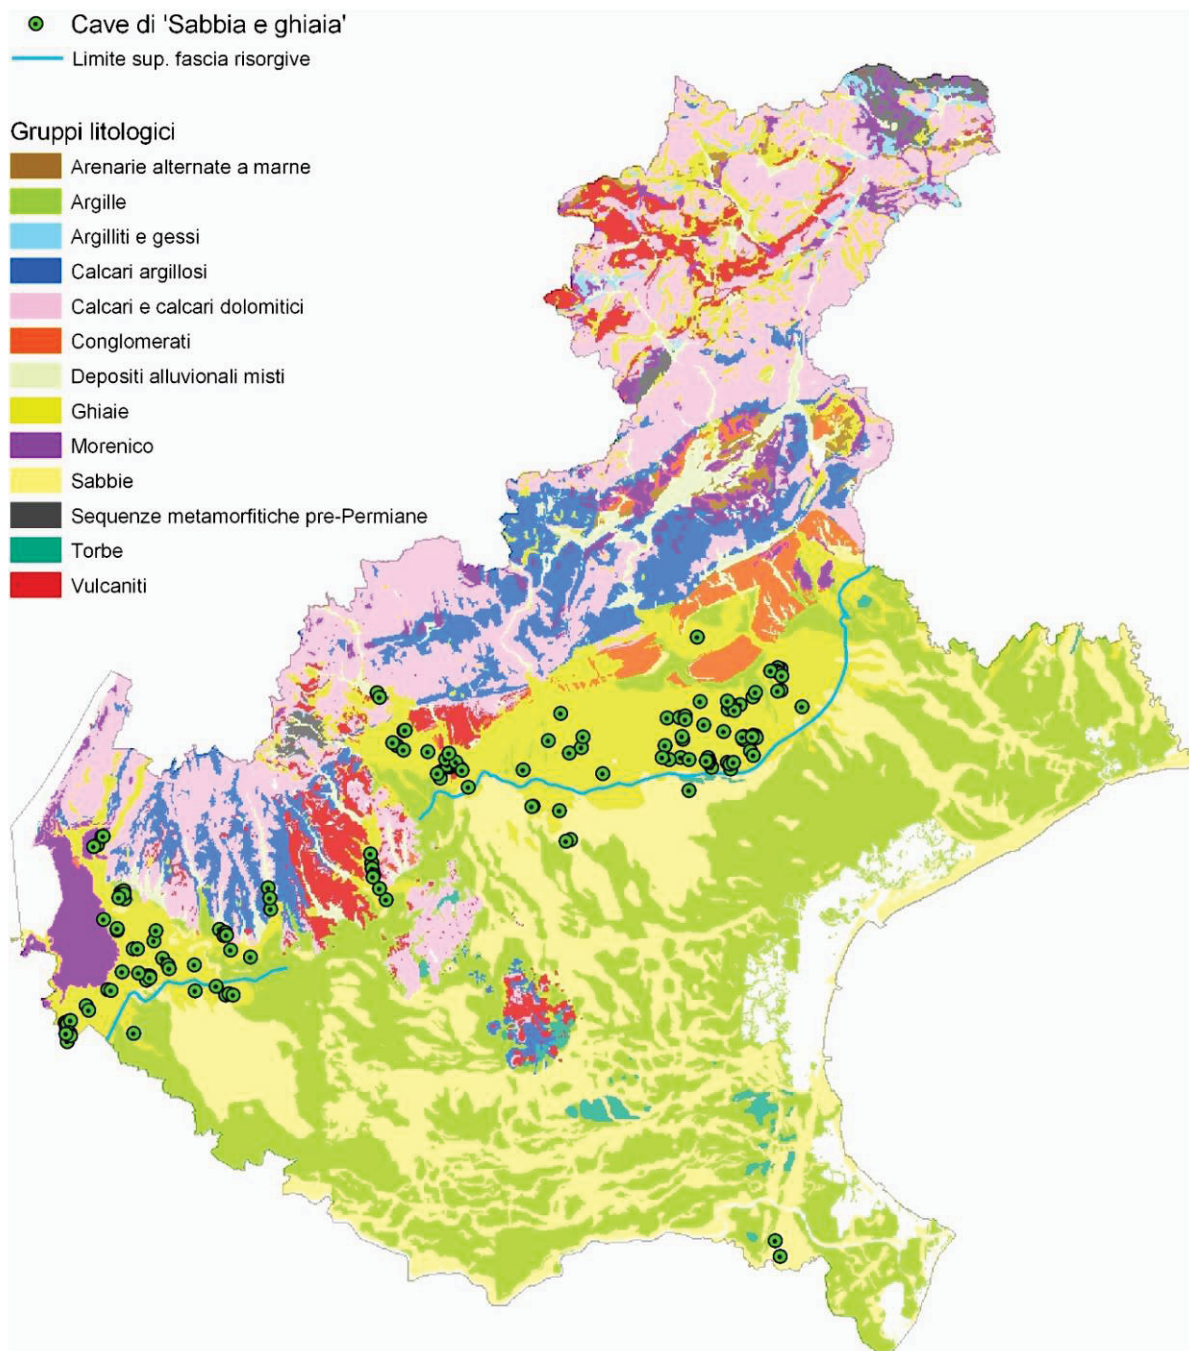 Cave di 'Sabbia e ghiaia'
Limite sup. fascia risorgive
Gruppi litologici
Arenarie alternate a marne
Argille
Argilliti e gessi
Calcari argillosi
Calcari e calcari dolomitici
Conglomerati
Depositi alluvionali misti
Ghiaie
Morenico
Sabbie
Sequenze metamorfitiche pre-Permiane
Torbe
Vulcaniti